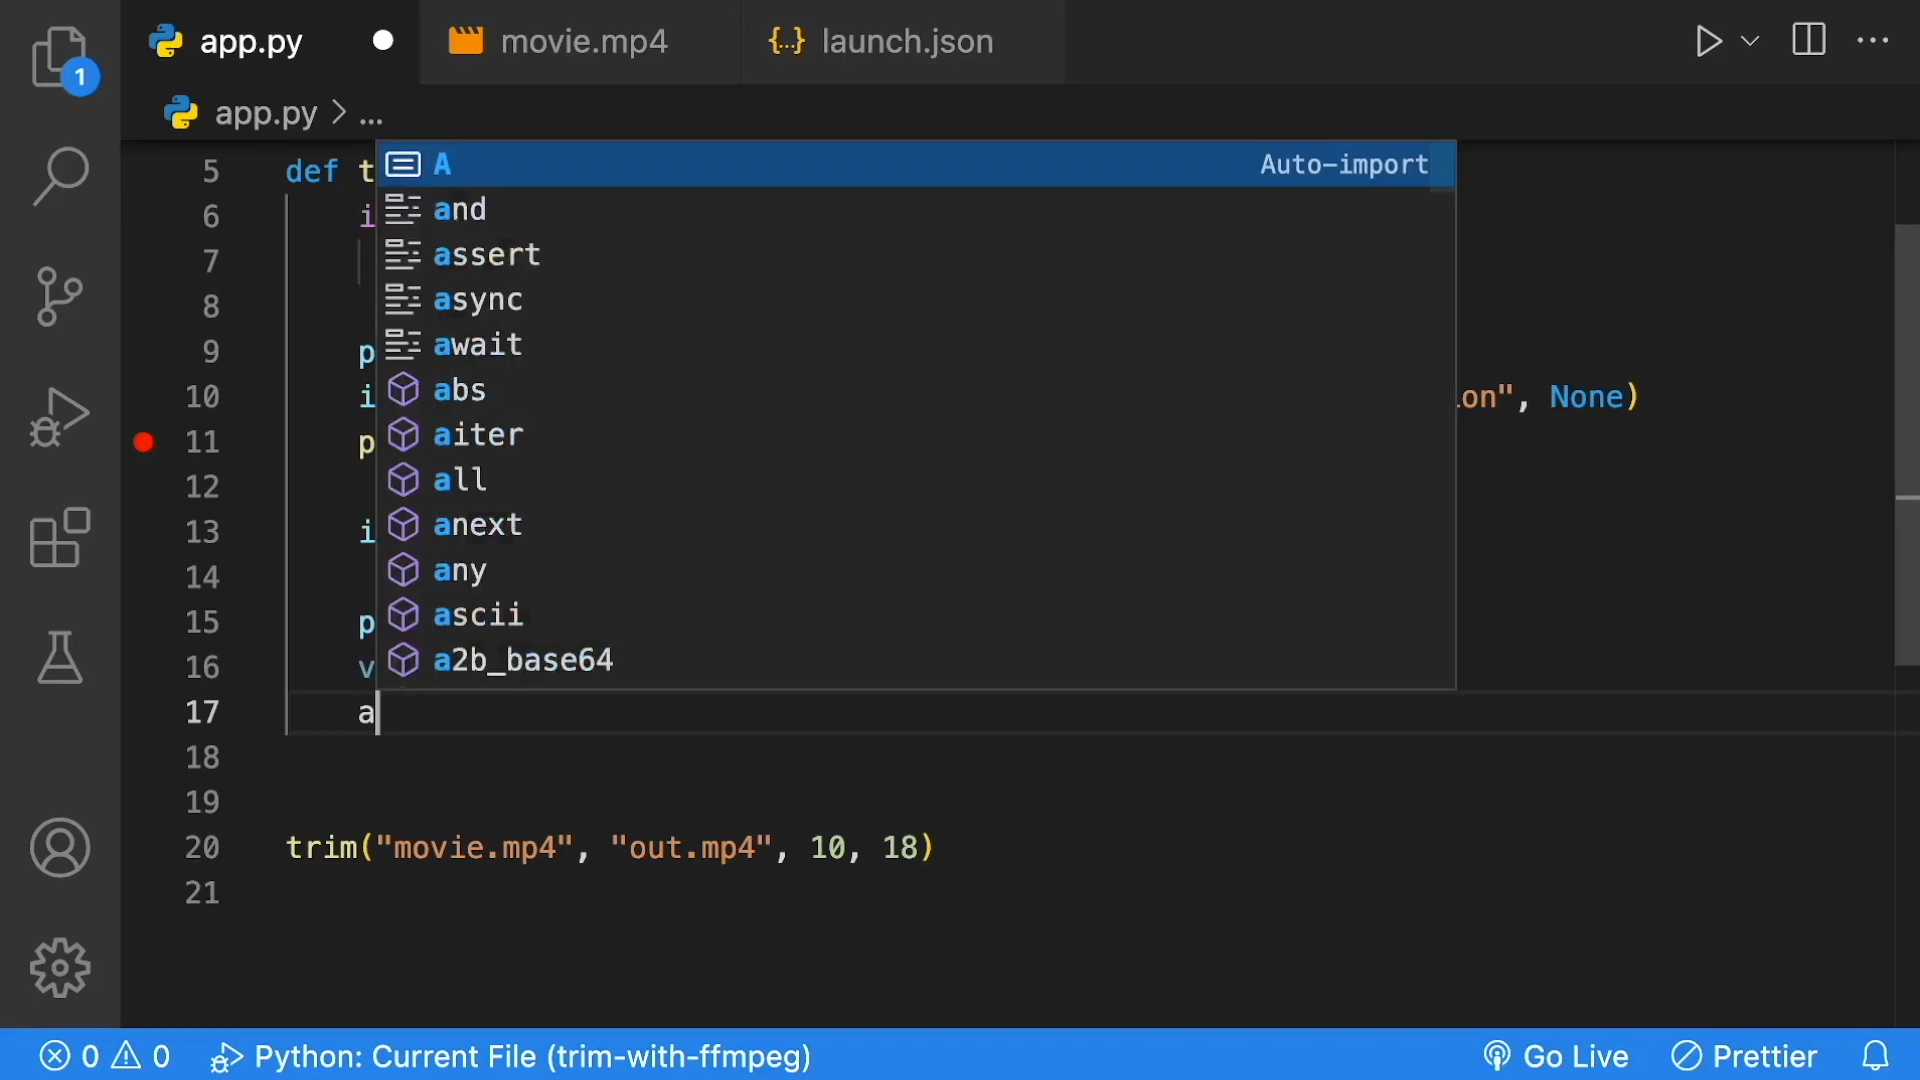 app.py movie.mp4 {..} launch.json
1
app.py > ...
5 def t
A Auto-import
6 i
and
7
assert
8
async
9 p
await
10 i
abs
on", None)
11 p
aiter
12
all
13 i
anext
14
any
15 p
ascii
16 v
a2b_base64
17 a
18
19
20 trim("movie.mp4", "out.mp4", 10, 18)
21
0 0 Python: Current File (trim-with-ffmpeg) Go Live Prettier